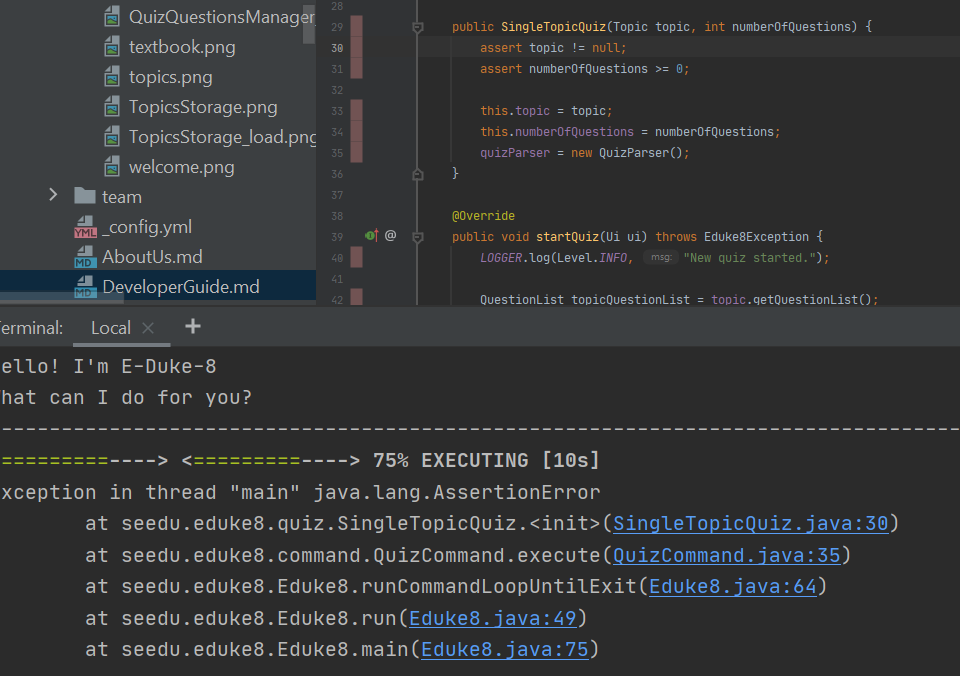 QuizQuestionsManager
textbook.png
topics.png
TopicsStorage.png
TopicsStorage_load.png
welcome.png
team
YML _config.yml
MD AboutUs.md
MD DeveloperGuide.md
28
29 public SingleTopicQuiz(Topic topic, int numberOfQuestions) {
30 assert topic != null;
31 assert numberOfQuestions >= 0;
32
33 this.topic = topic;
34 this.numberOfQuestions = numberOfQuestions;
35 quizParser = new QuizParser();
36 }
37
38 @Override
39 @ public void startQuiz(Ui ui) throws Eduke8Exception {
40 LOGGER.log(Level.INFO, msg: "New quiz started.");
41
42 QuestionList topicQuestionList = topic.getQuestionList();
erminal: Local × +
ello! I'm E-Duke-8
hat can I do for you?
--------------------------------------------------------------------------------
=========----> <=========----> 75% EXECUTING [10s]
xception in thread "main" java.lang.AssertionError
at seedu.eduke8.quiz.SingleTopicQuiz.<init>(SingleTopicQuiz.java:30)
at seedu.eduke8.command.QuizCommand.execute(QuizCommand.java:35)
at seedu.eduke8.Eduke8.runCommandLoopUntilExit(Eduke8.java:64)
at seedu.eduke8.Eduke8.run(Eduke8.java:49)
at seedu.eduke8.Eduke8.main(Eduke8.java:75)